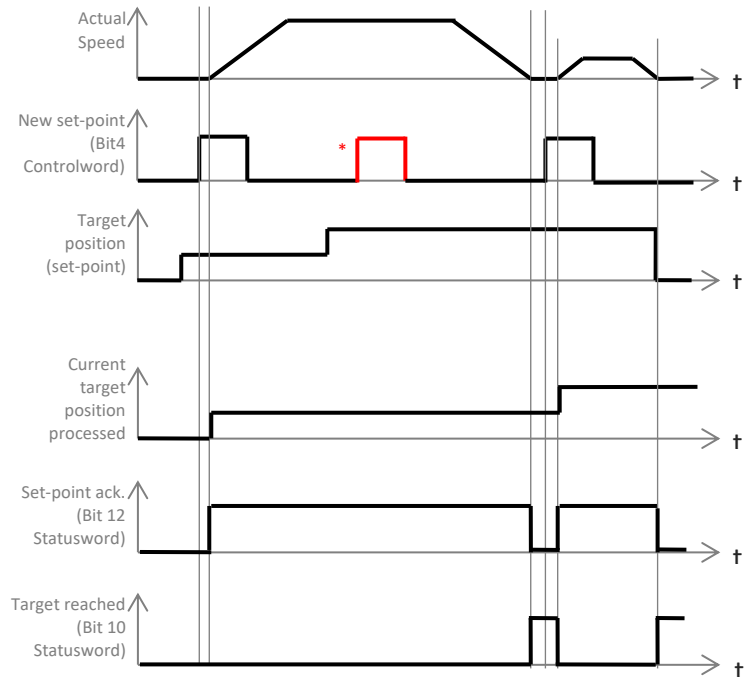 Actual
Speed
t
New set-point
(Bit4
Controlword)
*
t
Target
position
(set-point)
t
Current
target
position
processed
t
Set-point ack.
(Bit 12
Statusword)
t
Target reached
(Bit 10
Statusword)
t